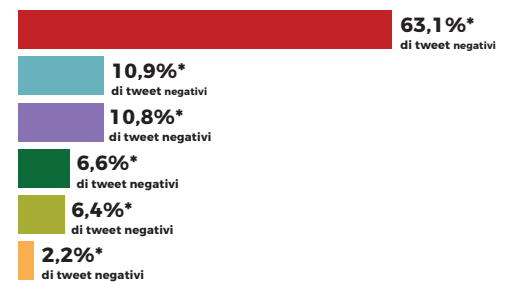 63,1%*
di tweet negativi
10,9%*
di tweet negativi
10,8%*
di tweet negativi
6,6%*
di tweet negativi
6,4%*
di tweet negativi
2,2%*
di tweet negativi